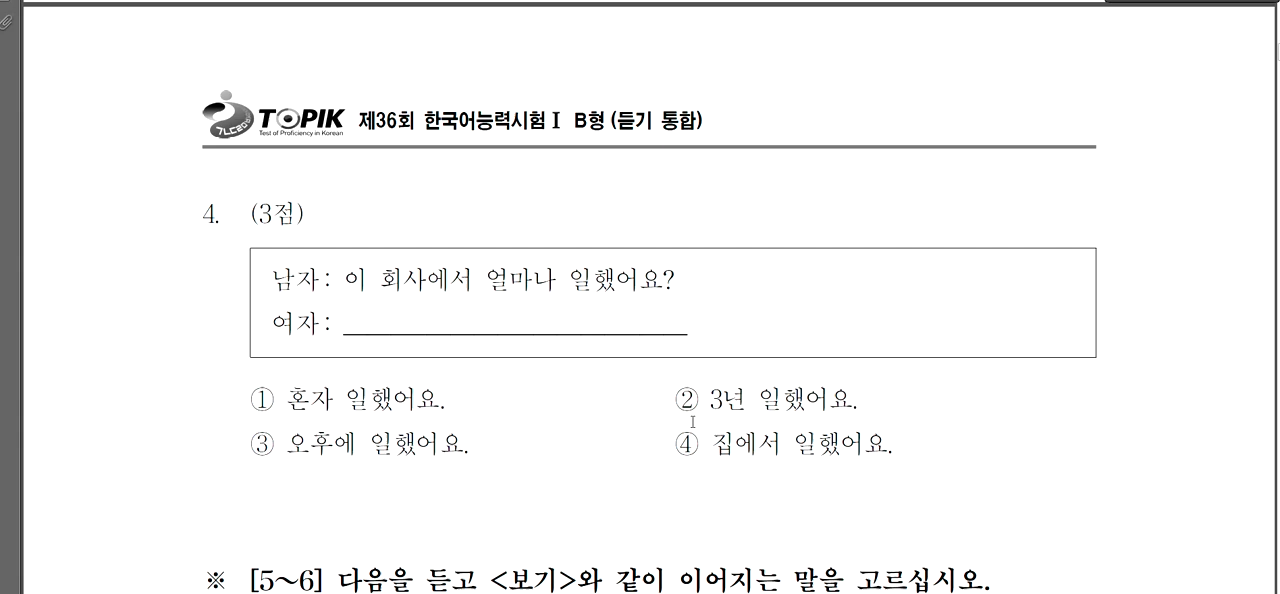 TOPIK 제36회 한국어능력시험 I B형 (듣기 통합)
Test of Proficiency in Korean
4. (3점)
남자: 이 회사에서 얼마나 일했어요?
여자: ____________________
① 혼자 일했어요. ② 3년 일했어요.
③ 오후에 일했어요. ④ 집에서 일했어요.
※ [5~6] 다음을 듣고 <보기>와 같이 이어지는 말을 고르십시오.